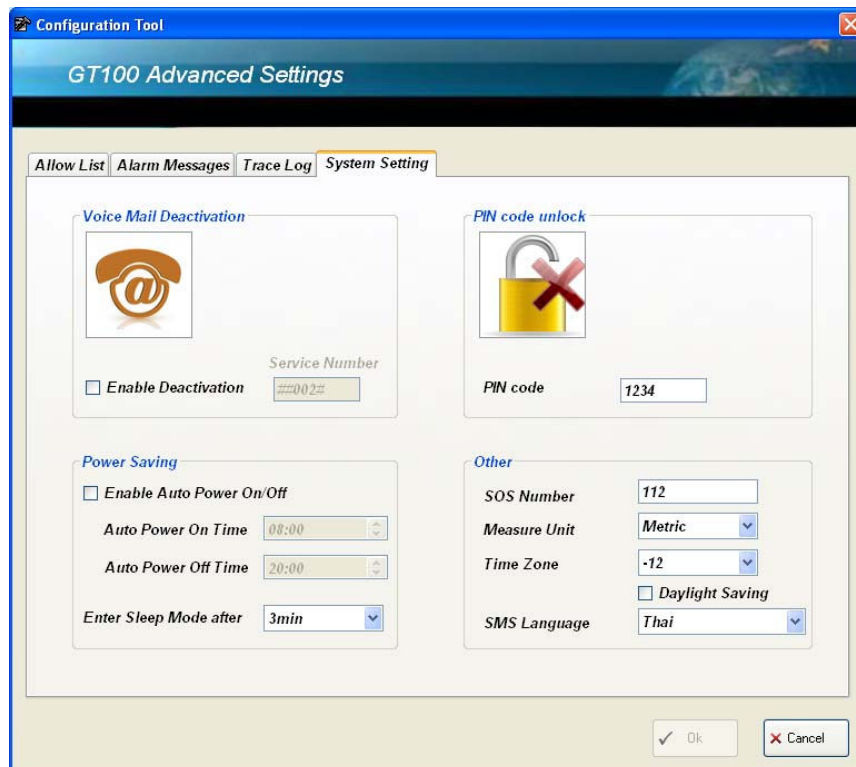 Configuration Tool
GT100 Advanced Settings
Allow List Alarm Messages Trace Log System Setting
Voice Mail Deactivation
@
Service Number
Enable Deactivation ##002#
PIN code unlock
PIN code 1234
Power Saving
Enable Auto Power On/Off
Auto Power On Time 08:00
Auto Power Off Time 20:00
Enter Sleep Mode after 3min
Other
SOS Number 112
Measure Unit Metric
Time Zone -12
Daylight Saving
SMS Language Thai
Ok Cancel